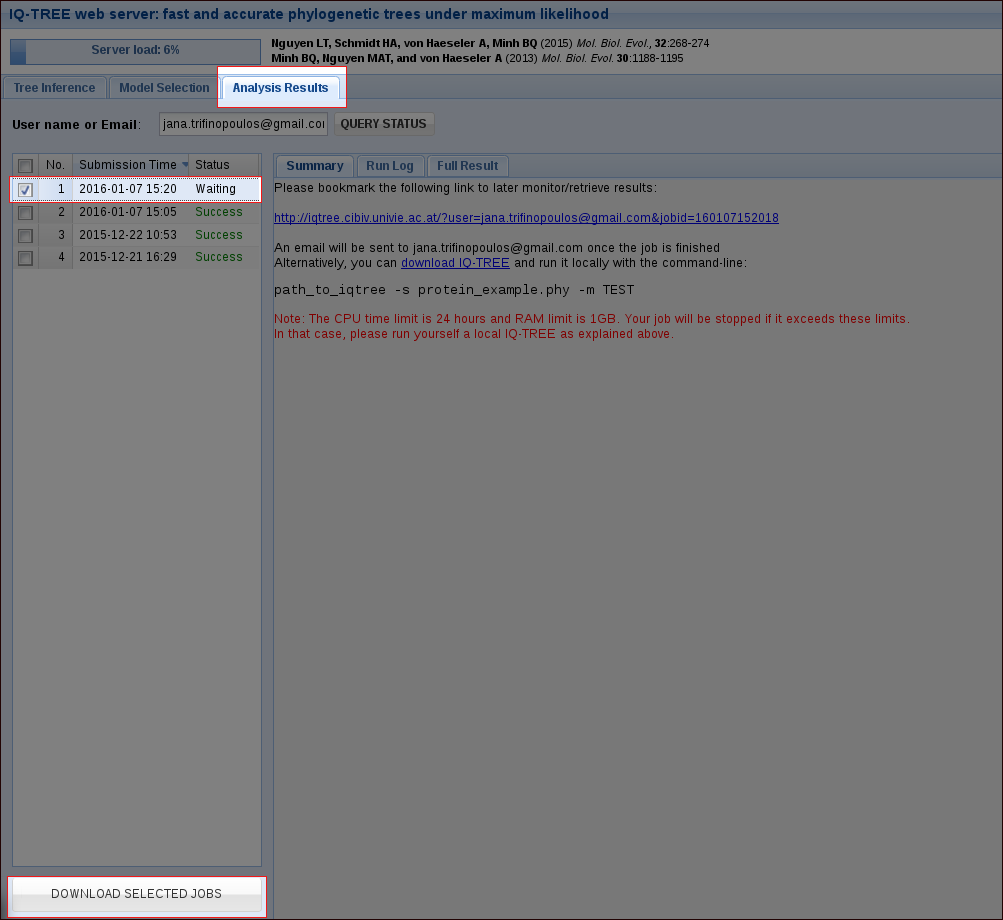 IQ-TREE web server: fast and accurate phylogenetic trees under maximum likelihood
Server load: 6%
Nguyen LT, Schmidt HA, von Haeseler A, Minh BQ (2015) Mol. Biol. Evol., 32:268-274
Minh BQ, Nguyen MAT, and von Haeseler A (2013) Mol. Biol. Evol. 30:1188-1195
Tree Inference Model Selection Analysis Results
User name or Email: jana.trifinopoulos@gmail.co QUERY STATUS
No. Submission Time Status
1 2016-01-07 15:20 Waiting
2 2016-01-07 15:05 Success
3 2015-12-22 10:53 Success
4 2015-12-21 16:29 Success
Summary Run Log Full Result
Please bookmark the following link to later monitor/retrieve results:
http://iqtree.cibiv.univie.ac.at/?user=jana.trifinopoulos@gmail.com&jobid=160107152018
An email will be sent to jana.trifinopoulos@gmail.com once the job is finished
Alternatively, you can download IQ-TREE and run it locally with the command-line:
path_to_iqtree -s protein_example.phy -m TEST
Note: The CPU time limit is 24 hours and RAM limit is 1GB. Your job will be stopped if it exceeds these limits.
In that case, please run yourself a local IQ-TREE as explained above.
DOWNLOAD SELECTED JOBS